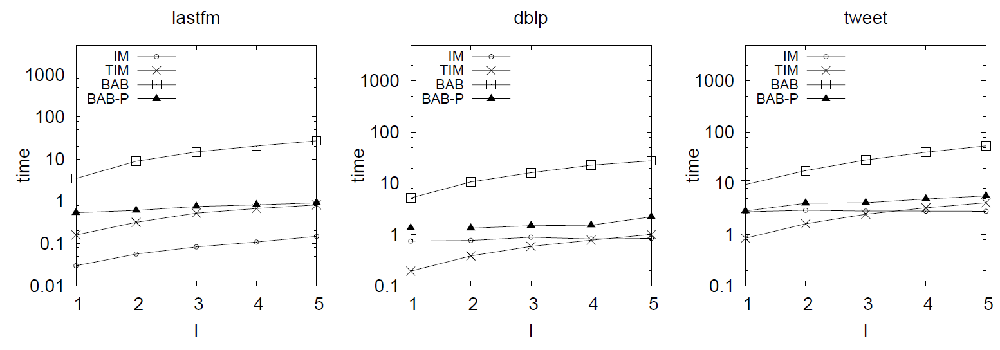 lastfm
IM
TIM
BAB
BAB-P
1000
100
10
1
0.1
0.01
time
1 2 3 4 5
l
dblp
IM
TIM
BAB
BAB-P
1000
100
10
1
0.1
time
1 2 3 4 5
l
tweet
IM
TIM
BAB
BAB-P
1000
100
10
1
0.1
time
1 2 3 4 5
l